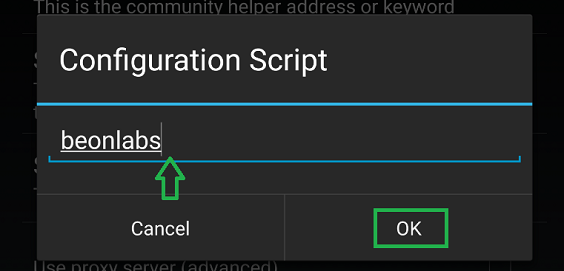 This is the community helper address or keyword
Configuration Script
beonlabs
Cancel
OK
Use proxy server (advanced)